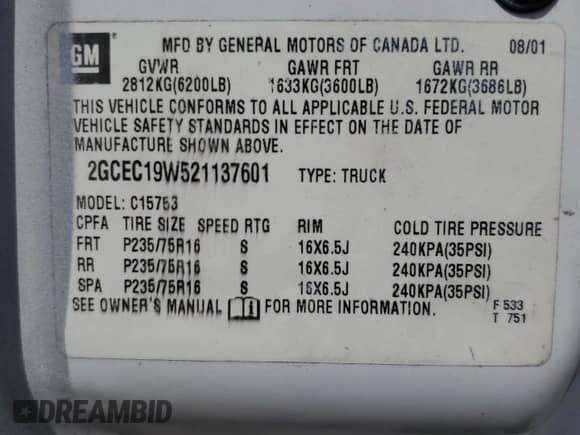 GM
MFD BY GENERAL MOTORS OF CANADA LTD. 08/01
GVWR GAWR FRT GAWR RR
2812KG(6200LB) 1633KG(3600LB) 1672KG(3686LB)
THIS VEHICLE CONFORMS TO ALL APPLICABLE U.S. FEDERAL MOTOR
VEHICLE SAFETY STANDARDS IN EFFECT ON THE DATE OF
MANUFACTURE SHOWN ABOVE.
2GCEC19W521137601 TYPE: TRUCK
MODEL: C15753
CPFA TIRE SIZE SPEED RTG RIM COLD TIRE PRESSURE
FRT P235/75R16 S 16X6.5J 240KPA(35PSI)
RR P235/75R16 S 16X6.5J 240KPA(35PSI)
SPA P235/75R16 S 16X6.5J 240KPA(35PSI)
SEE OWNER'S MANUAL FOR MORE INFORMATION.
F 533
T 751
DREAMBID